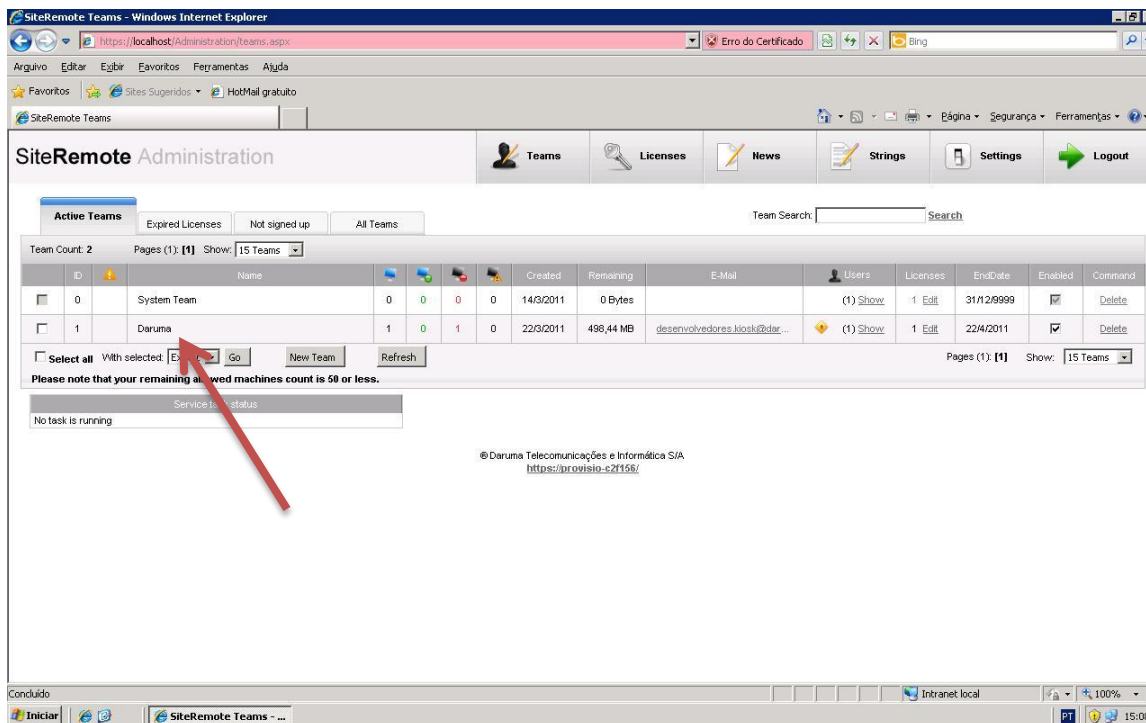 SiteRemote Teams - Windows Internet Explorer
https://localhost/Administration/teams.aspx Erro do Certificado Bing
Arquivo Editar Exibir Favoritos Ferramentas Ajuda
Favoritos Sites Sugeridos HotMail gratuito
SiteRemote Teams Página Segurança Ferramentas
SiteRemote Administration Teams Licenses News Strings Settings Logout
Active Teams Expired Licenses Not signed up All Teams Team Search: Search
Team Count: 2 Pages (1): [1] Show: 15 Teams
ID Name Created Remaining E-Mail Users Licenses EndDate Enabled Command
0 System Team 0 0 0 0 14/3/2011 0 Bytes (1) Show 1 Edit 31/12/9999 Delete
1 Daruma 1 0 1 0 22/3/2011 498,44 MB desenvolvedores.kiosk@dar... (1) Show 1 Edit 22/4/2011 Delete
Select all With selected: Go New Team Refresh Pages (1): [1] Show: 15 Teams
Please note that your remaining allowed machines count is 50 or less.
Service task status
No task is running
® Daruma Telecomunicações e Informática S/A
https://provisio-c2f156/
Concluído Intranet local 100%
Iniciar SiteRemote Teams - ... PT